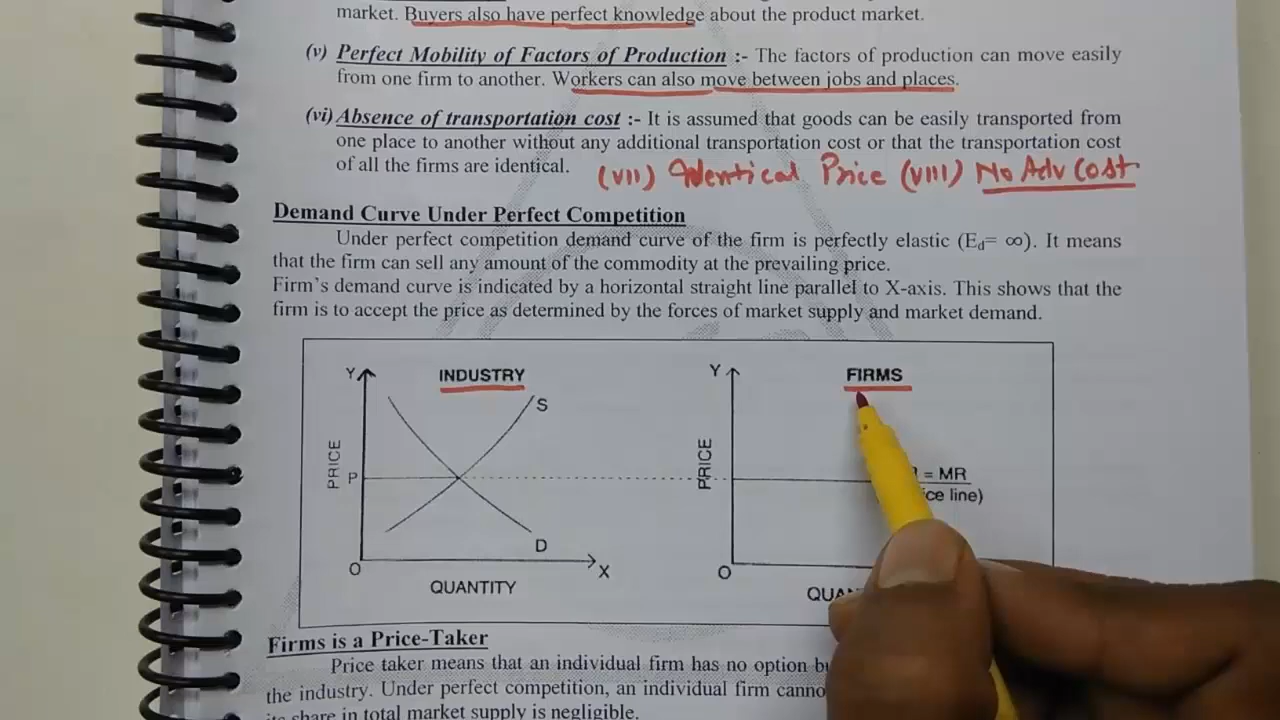 market. Buyers also have perfect knowledge about the product market.
(v) Perfect Mobility of Factors of Production :- The factors of production can move easily
from one firm to another. Workers can also move between jobs and places.
(vi) Absence of transportation cost :- It is assumed that goods can be easily transported from
one place to another without any additional transportation cost or that the transportation cost
of all the firms are identical. (VII) Identical Price (VIII) No Adv Cost
Demand Curve Under Perfect Competition
Under perfect competition demand curve of the firm is perfectly elastic (Ed= ∞). It means
that the firm can sell any amount of the commodity at the prevailing price.
Firm's demand curve is indicated by a horizontal straight line parallel to X-axis. This shows that the
firm is to accept the price as determined by the forces of market supply and market demand.
Y INDUSTRY
S
PRICE
P
D
O
X
QUANTITY
Y FIRMS
PRICE
= MR
line)
O
Firms is a Price-Taker
Price taker means that an individual firm has no option
the industry. Under perfect competition, an individual firm
its share in total market supply is negligible.